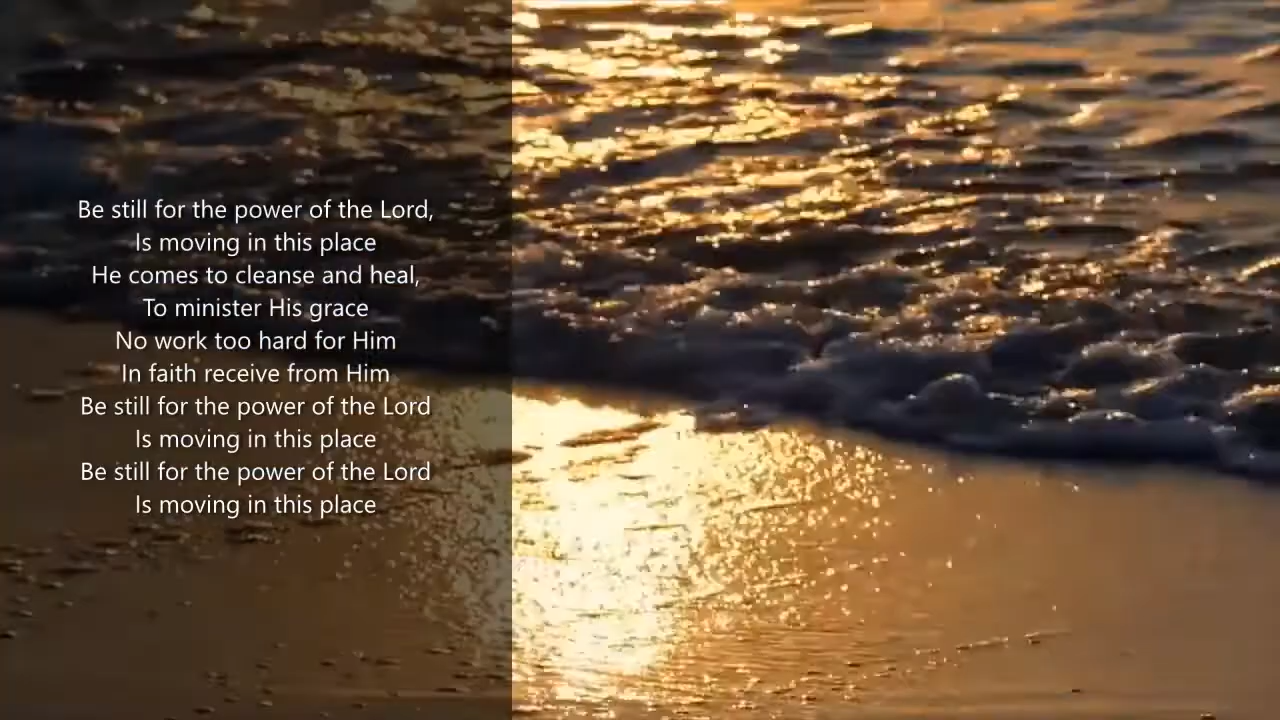 Be still for the power of the Lord,
Is moving in this place
He comes to cleanse and heal,
To minister His grace
No work too hard for Him
In faith receive from Him
Be still for the power of the Lord
Is moving in this place
Be still for the power of the Lord
Is moving in this place